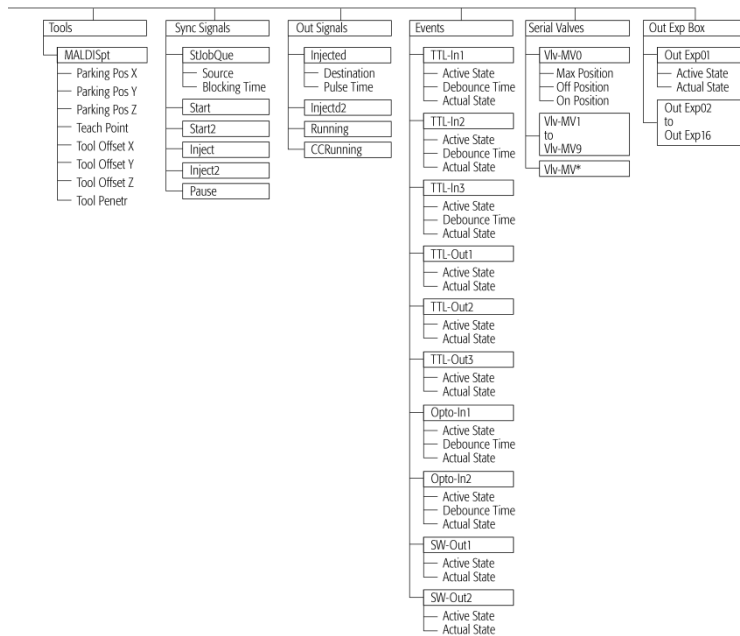 Tools
MALDISpt
Parking Pos X
Parking Pos Y
Parking Pos Z
Teach Point
Tool Offset X
Tool Offset Y
Tool Offset Z
Tool Penetr
Sync Signals
StJobQue
Source
Blocking Time
Start
Start2
Inject
Inject2
Pause
Out Signals
Injected
Destination
Pulse Time
Injectd2
Running
CCRunning
Events
TTL-In1
Active State
Debounce Time
Actual State
TTL-In2
Active State
Debounce Time
Actual State
TTL-In3
Active State
Debounce Time
Actual State
TTL-Out1
Active State
Actual State
TTL-Out2
Active State
Actual State
TTL-Out3
Active State
Actual State
Opto-In1
Active State
Debounce Time
Actual State
Opto-In2
Active State
Debounce Time
Actual State
SW-Out1
Active State
Actual State
SW-Out2
Active State
Actual State
Serial Valves
Vlv-MV0
Max Position
Off Position
On Position
Vlv-MV1
to
Vlv-MV9
Vlv-MV*
Out Exp Box
Out Exp01
Active State
Actual State
Out Exp02
to
Out Exp16